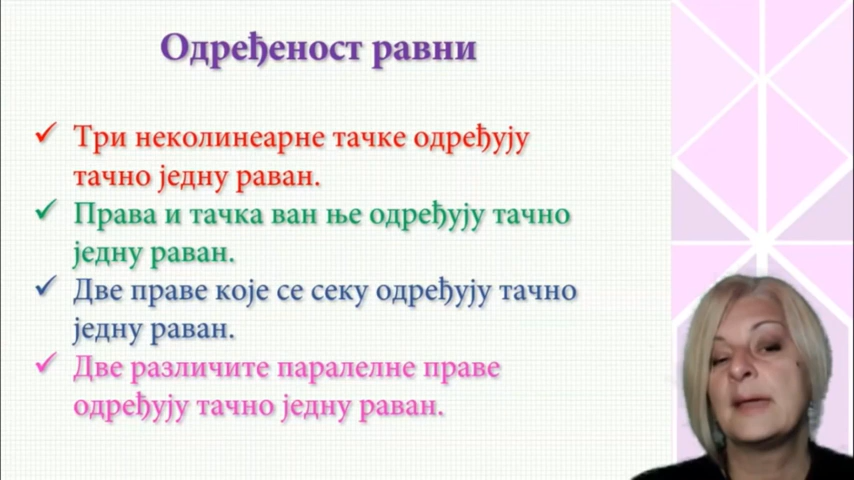 Одређеност равни
Три неколинеарне тачке одређују
тачно једну раван.
Права и тачка ван ње одређују тачно
једну раван.
Две праве које се секу одређују тачно
једну раван.
Две различите паралелне праве
одређују тачно једну раван.